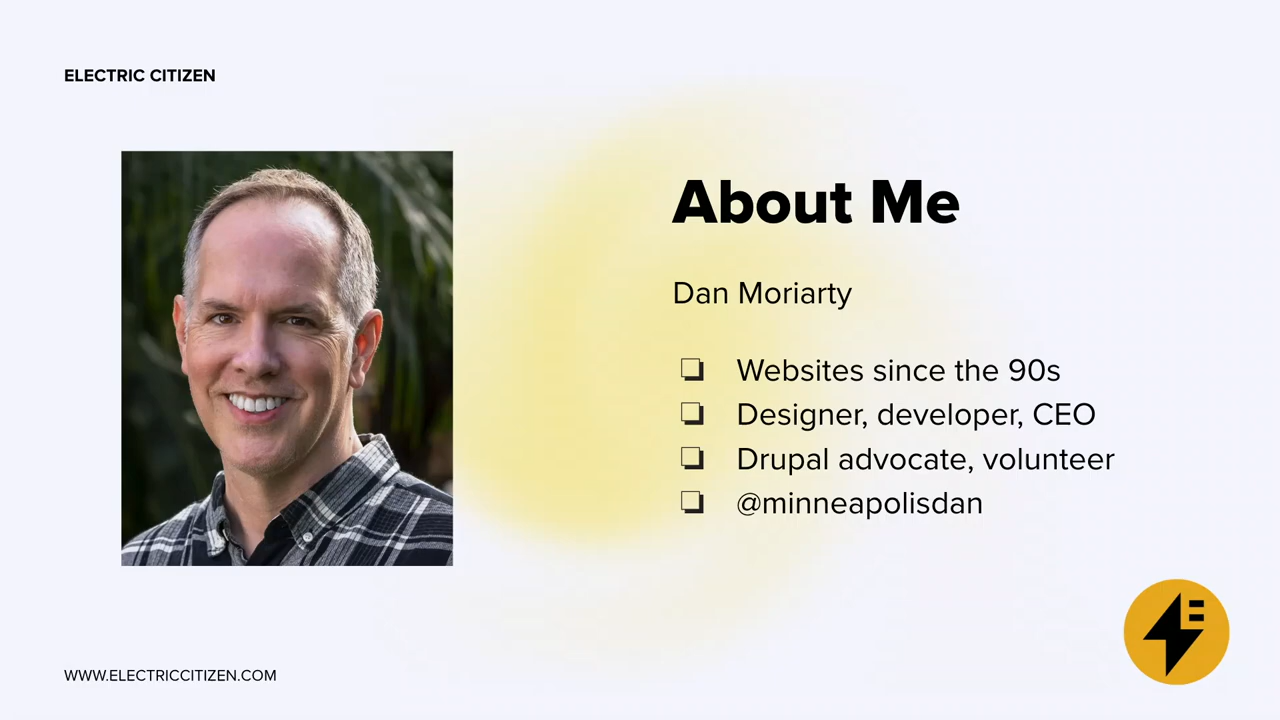 ELECTRIC CITIZEN
About Me
Dan Moriarty
❏ Websites since the 90s
❏ Designer, developer, CEO
❏ Drupal advocate, volunteer
❏ @minneapolisdan
E
WWW.ELECTRICCITIZEN.COM